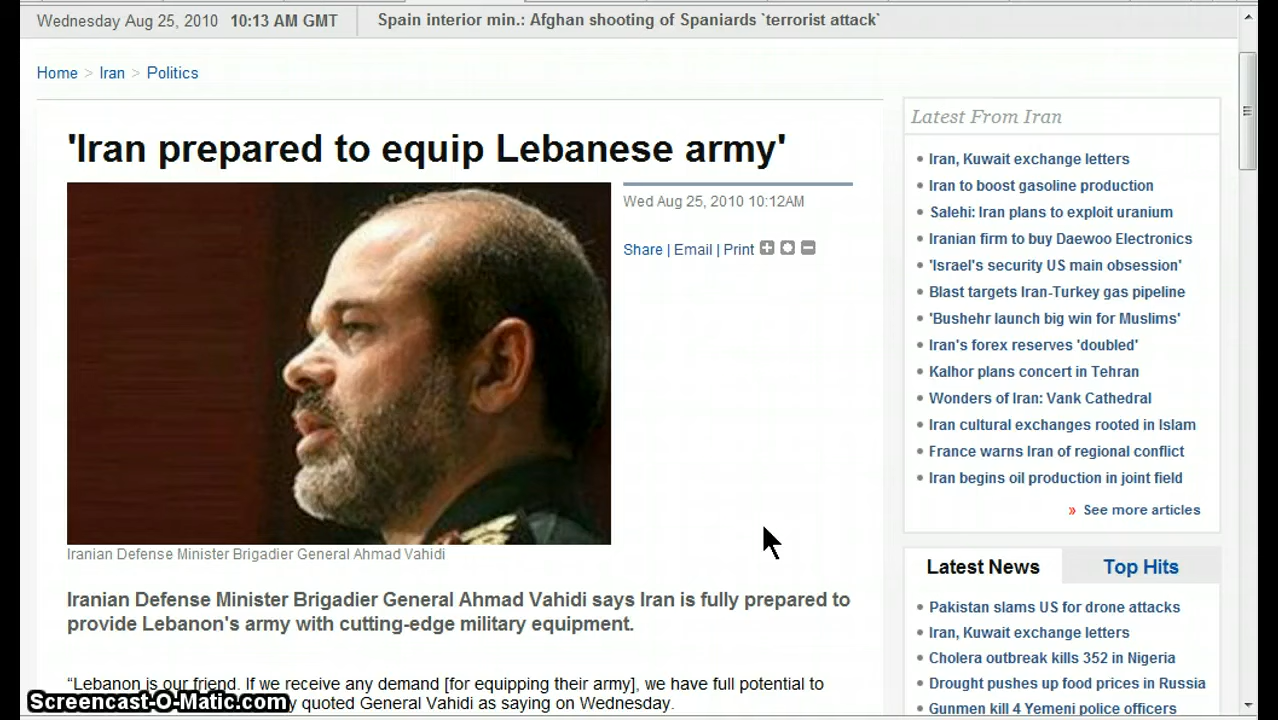 Wednesday Aug 25, 2010 10:13 AM GMT
Spain interior min.: Afghan shooting of Spaniards `terrorist attack`
Home > Iran > Politics
'Iran prepared to equip Lebanese army'
Wed Aug 25, 2010 10:12AM
Share | Email | Print
Iranian Defense Minister Brigadier General Ahmad Vahidi
Iranian Defense Minister Brigadier General Ahmad Vahidi says Iran is fully prepared to
provide Lebanon's army with cutting-edge military equipment.
“Lebanon is our friend. If we receive any demand [for equipping their army], we have full potential to
quoted General Vahidi as saying on Wednesday.
Screencast-O-Matic.com
Latest From Iran
Iran, Kuwait exchange letters
Iran to boost gasoline production
Salehi: Iran plans to exploit uranium
Iranian firm to buy Daewoo Electronics
'Israel's security US main obsession'
Blast targets Iran-Turkey gas pipeline
'Bushehr launch big win for Muslims'
Iran's forex reserves 'doubled'
Kalhor plans concert in Tehran
Wonders of Iran: Vank Cathedral
Iran cultural exchanges rooted in Islam
France warns Iran of regional conflict
Iran begins oil production in joint field
» See more articles
Latest News
Top Hits
Pakistan slams US for drone attacks
Iran, Kuwait exchange letters
Cholera outbreak kills 352 in Nigeria
Drought pushes up food prices in Russia
Gunmen kill 4 Yemeni police officers